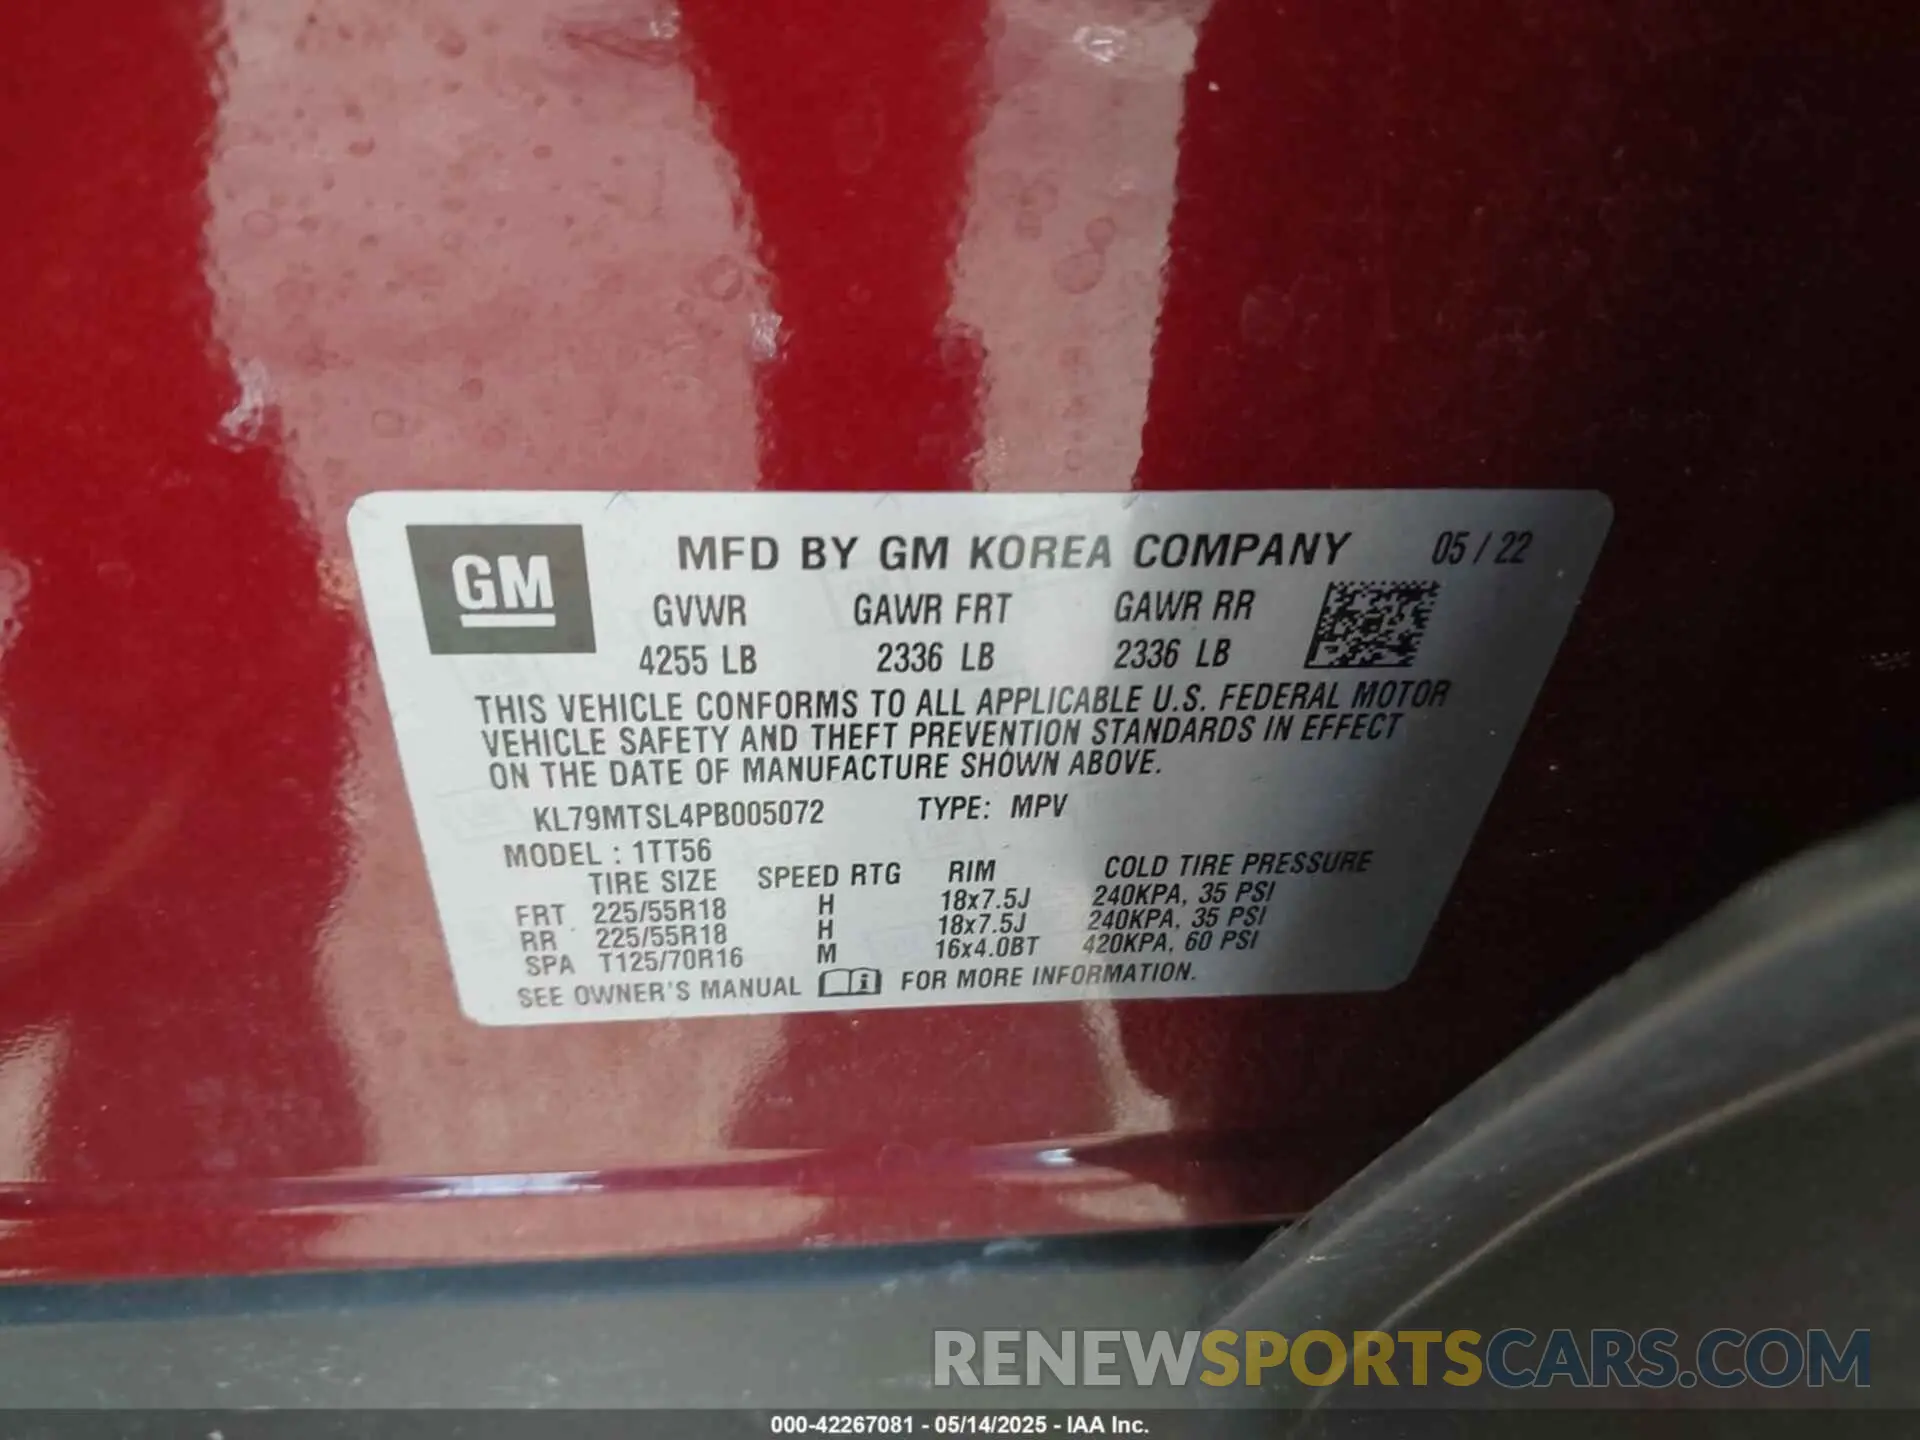 GM
MFD BY GM KOREA COMPANY 05 / 22
GVWR GAWR FRT GAWR RR
4255 LB 2336 LB 2336 LB
THIS VEHICLE CONFORMS TO ALL APPLICABLE U.S. FEDERAL MOTOR
VEHICLE SAFETY AND THEFT PREVENTION STANDARDS IN EFFECT
ON THE DATE OF MANUFACTURE SHOWN ABOVE.
KL79MTSL4PB005072 TYPE: MPV
MODEL : 1TT56
TIRE SIZE SPEED RTG RIM COLD TIRE PRESSURE
FRT 225/55R18 H 18x7.5J 240KPA, 35 PSI
RR 225/55R18 H 18x7.5J 240KPA, 35 PSI
SPA T125/70R16 M 16x4.0BT 420KPA, 60 PSI
SEE OWNER'S MANUAL i FOR MORE INFORMATION.
RENEWSPORTSCARS.COM
000-42267081 - 05/14/2025 - IAA Inc.